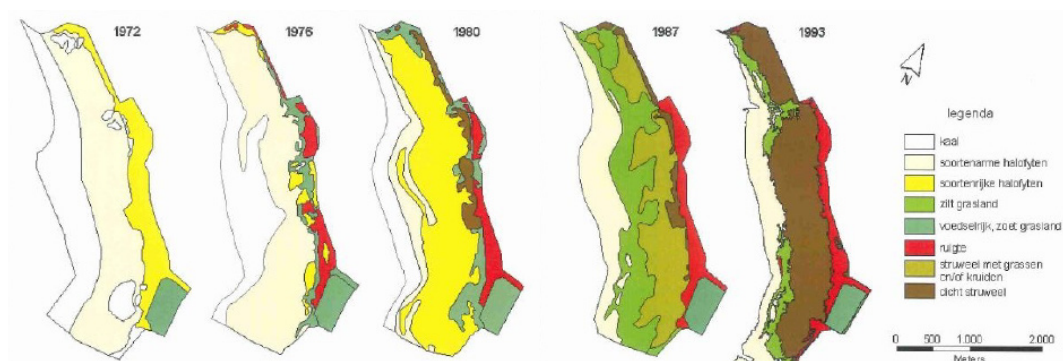 1972
1976
1980
1987
1993
N
legenda
kaal
soortenarme halofyten
soortenrijke halofyten
zilt grasland
voedselrijk, zoet grasland
ruigte
struweel met grassen
en/of kruiden
dicht struweel
0 500 1.000 2.000
Meters